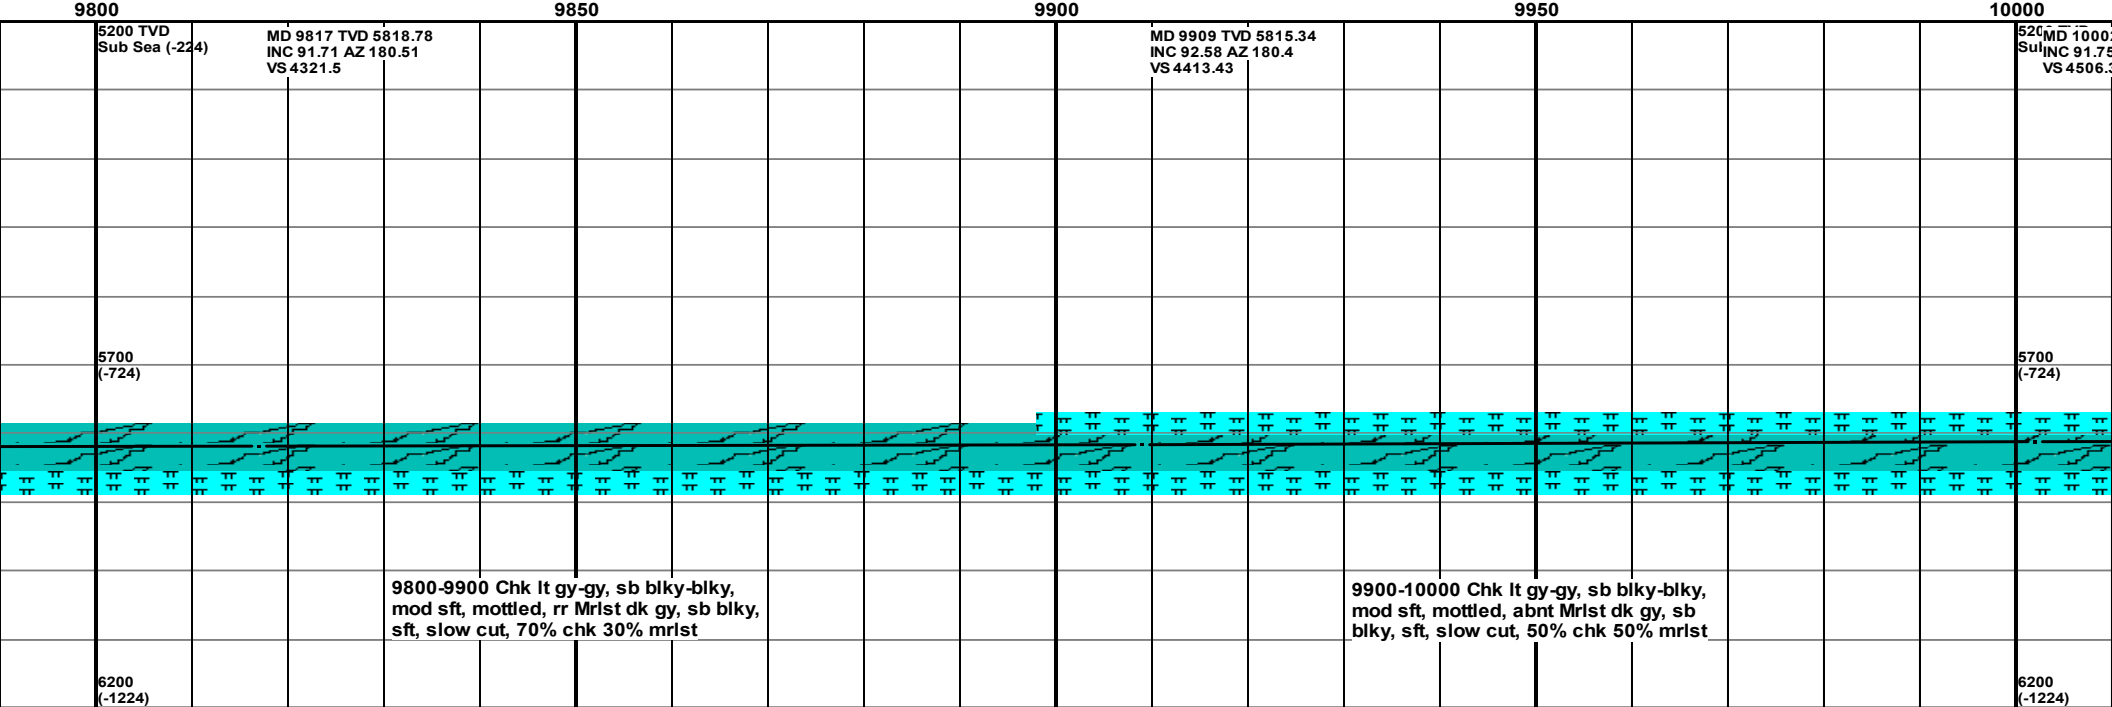 9800 9850 9900 9950 10000
5200 TVD
Sub Sea (-224)
MD 9817 TVD 5818.78
INC 91.71 AZ 180.51
VS 4321.5
MD 9909 TVD 5815.34
INC 92.58 AZ 180.4
VS 4413.43
MD 1000
INC 91.75
VS 4506.3
5700
(-724)
5700
(-724)
9800-9900 Chk lt gy-gy, sb blky-blky,
mod sft, mottled, rr Mrlst dk gy, sb blky,
sft, slow cut, 70% chk 30% mrlst
9900-10000 Chk lt gy-gy, sb blky-blky,
mod sft, mottled, abnt Mrlst dk gy, sb
blky, sft, slow cut, 50% chk 50% mrlst
6200
(-1224)
6200
(-1224)